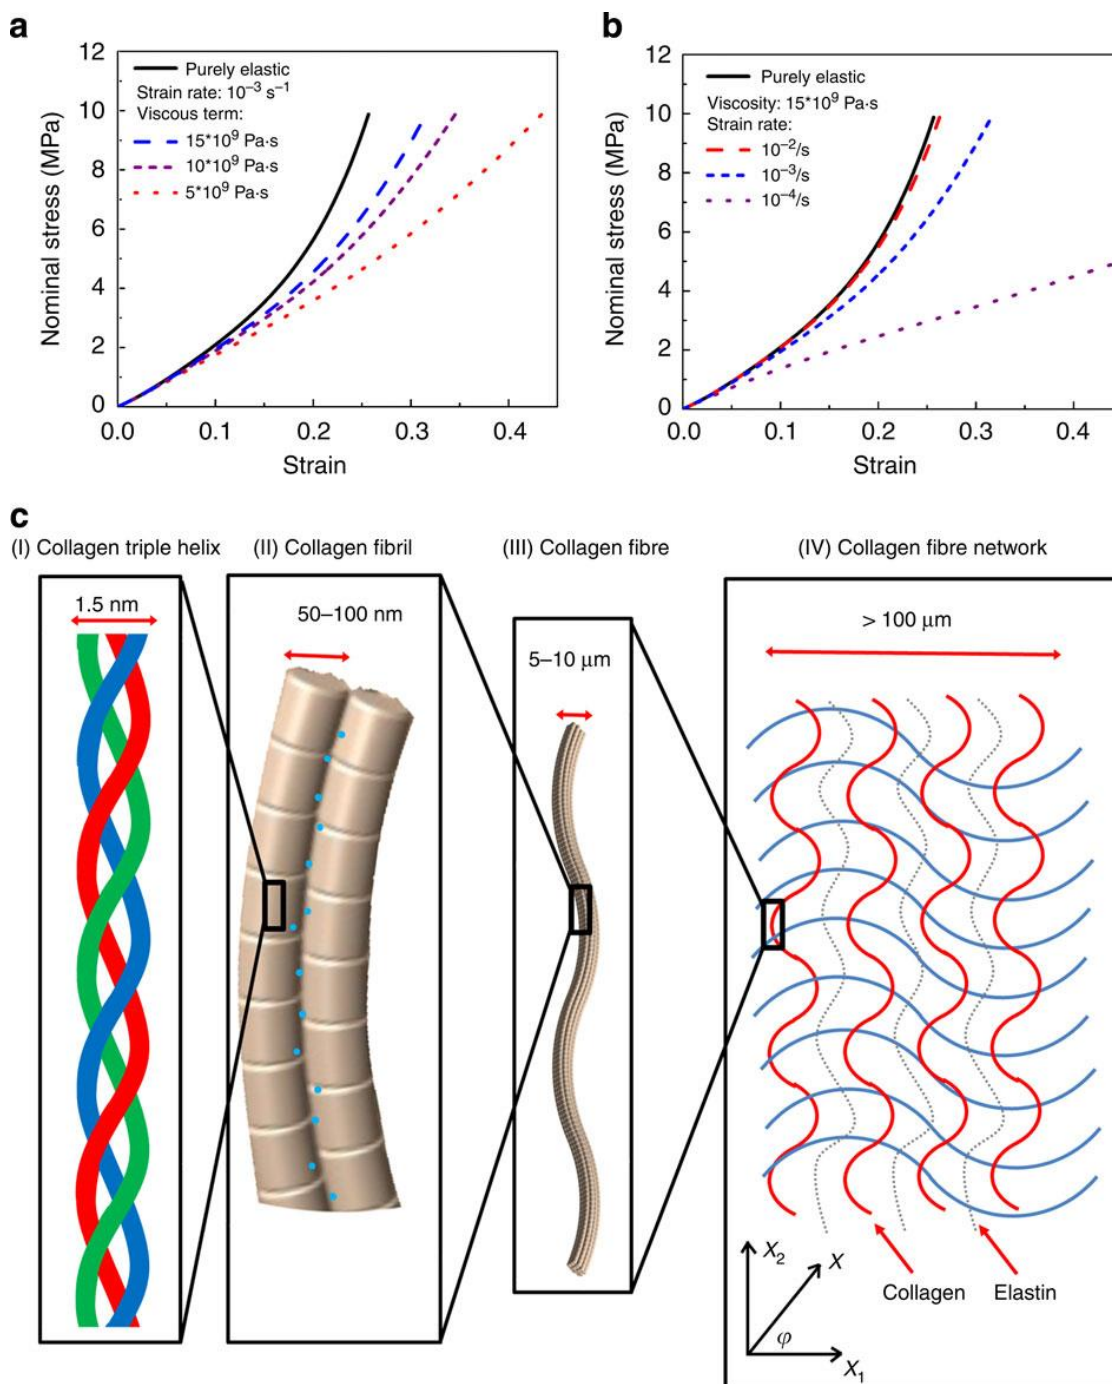 a
12
10
8
6
4
2
0
Nominal stress (MPa)
Purely elastic
Strain rate: 10⁻³ s⁻¹
Viscous term:
15*10⁹ Pa·s
10*10⁹ Pa·s
5*10⁹ Pa·s
0.0 0.1 0.2 0.3 0.4
Strain
b
12
10
8
6
4
2
0
Nominal stress (MPa)
Purely elastic
Viscosity: 15*10⁹ Pa·s
Strain rate:
10⁻²/s
10⁻³/s
10⁻⁴/s
0.0 0.1 0.2 0.3 0.4
Strain
c
(I) Collagen triple helix
1.5 nm
(II) Collagen fibril
50–100 nm
(III) Collagen fibre
5–10 μm
(IV) Collagen fibre network
> 100 μm
X₂
X
φ
X₁
Collagen
Elastin